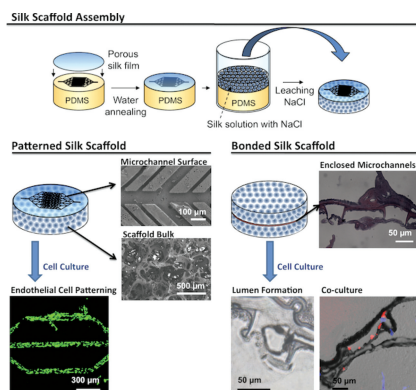 Silk Scaffold Assembly
Porous
silk film
PDMS
Water
annealing
PDMS
PDMS
Silk solution with NaCl
Leaching
NaCl
Patterned Silk Scaffold
Microchannel Surface
100 µm
Scaffold Bulk
500 µm
Cell Culture
Endothelial Cell Patterning
300 µm
Bonded Silk Scaffold
Enclosed Microchannels
50 µm
Cell Culture
Lumen Formation
50 µm
Co-culture
50 µm